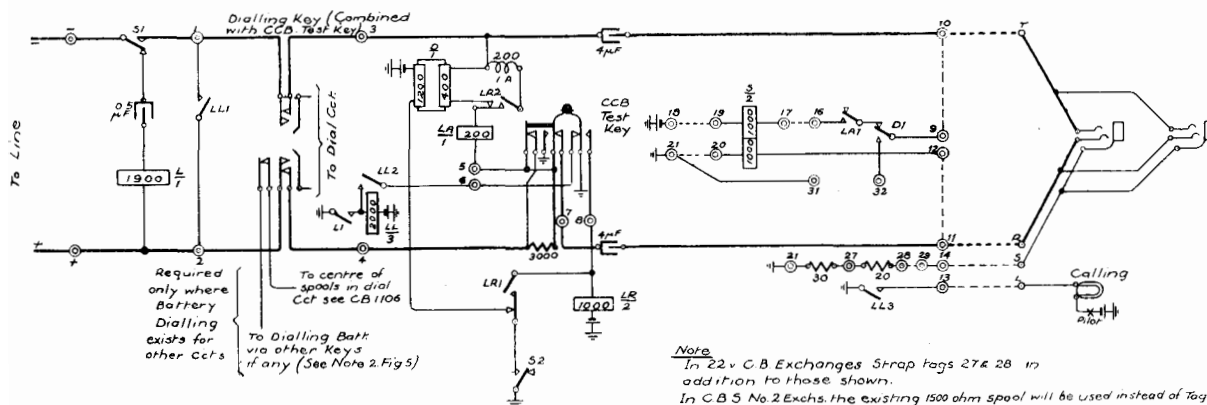 Dialling Key (Combined
with CCB. Test Key)
To Line
S1
1
3
0.5
µF
1900
L
1
+
+
2
LL1
To Dial Cct.
LL2
L1
2000
LL
3
4
200
400
200
1A
LR2
LA
1
200
5
6
7
8
3000
4µF
4µF
CCB
Test
Key
LR1
1000
LR
2
S2
18
19
S
2
1000
1000
17
16
LA1
D1
9
12
21
20
31
32
10
11
T
R
S
L
21
30
27
20
28
29
14
13
LL3
Calling
Pilot
Required
only where
Battery
Dialling
exists for
other Ccts
To centre of
spools in dial
Cct see CB 1106
To Dialling Batt.
via other Keys
if any (See Note 2. Fig 5)
Note
In 22 v C.B. Exchanges Strap tags 27 & 28 in
addition to those shown.
In C B S No. 2 Exchs. the existing 1500 ohm spool will be used instead of Tag